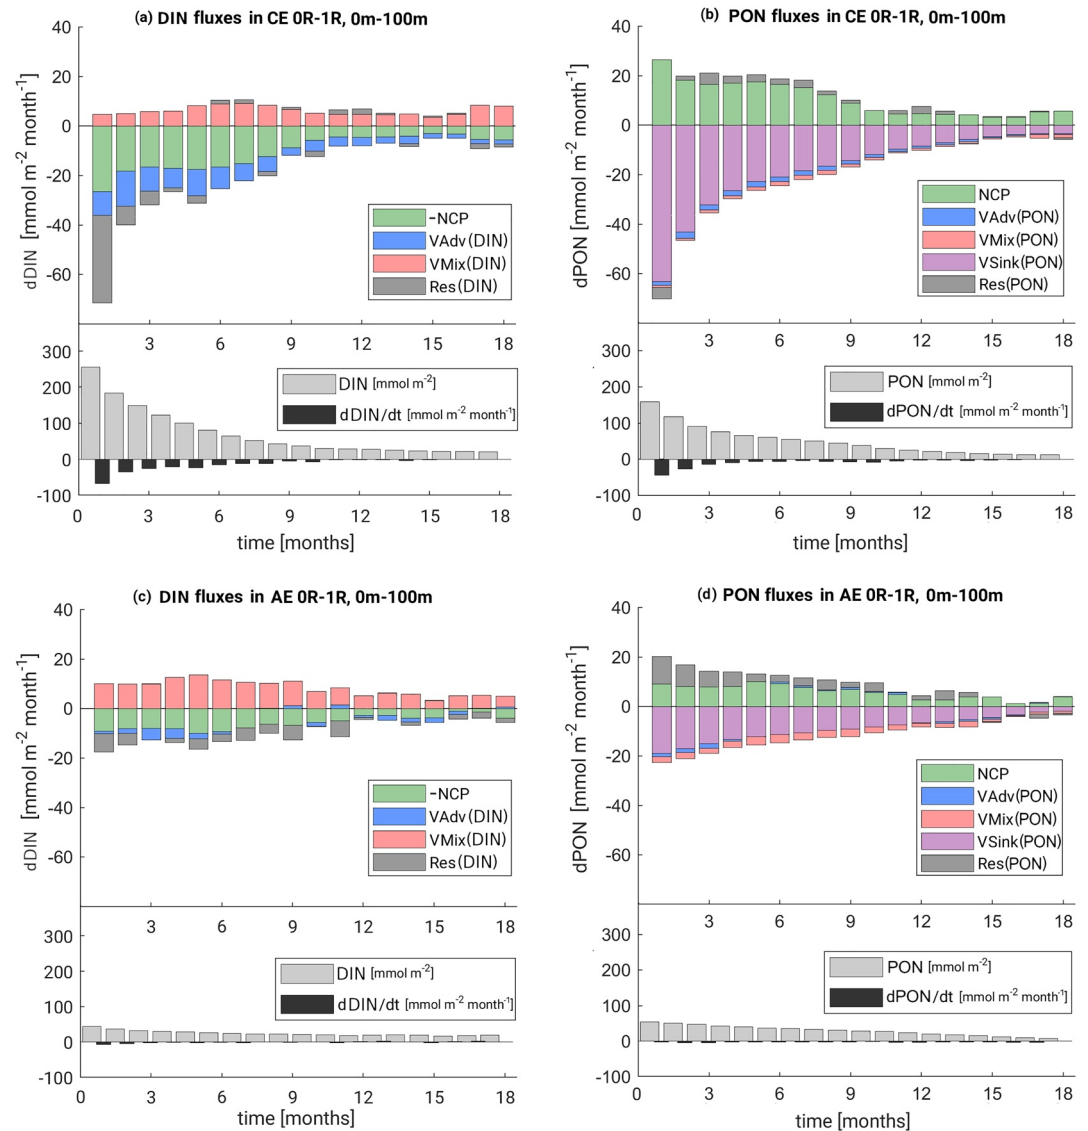 (a) DIN fluxes in CE 0R-1R, 0m-100m
40
20
0
-20
-40
-60
dDIN [mmol m-2 month-1]
-NCP
VAdv(DIN)
VMix(DIN)
Res(DIN)
3 6 9 12 15 18
300
200
100
0
-100
DIN [mmol m-2]
dDIN/dt [mmol m-2 month-1]
0 3 6 9 12 15 18
time [months]
(b) PON fluxes in CE 0R-1R, 0m-100m
40
20
0
-20
-40
-60
dPON [mmol m-2 month-1]
NCP
VAdv(PON)
VMix(PON)
VSink(PON)
Res(PON)
3 6 9 12 15 18
300
200
100
0
-100
PON [mmol m-2]
dPON/dt [mmol m-2 month-1]
0 3 6 9 12 15 18
time [months]
(c) DIN fluxes in AE 0R-1R, 0m-100m
40
20
0
-20
-40
-60
dDIN [mmol m-2 month-1]
-NCP
VAdv(DIN)
VMix(DIN)
Res(DIN)
3 6 9 12 15 18
300
200
100
0
-100
DIN [mmol m-2]
dDIN/dt [mmol m-2 month-1]
0 3 6 9 12 15 18
time [months]
(d) PON fluxes in AE 0R-1R, 0m-100m
40
20
0
-20
-40
-60
dPON [mmol m-2 month-1]
NCP
VAdv(PON)
VMix(PON)
VSink(PON)
Res(PON)
3 6 9 12 15 18
300
200
100
0
-100
PON [mmol m-2]
dPON/dt [mmol m-2 month-1]
0 3 6 9 12 15 18
time [months]